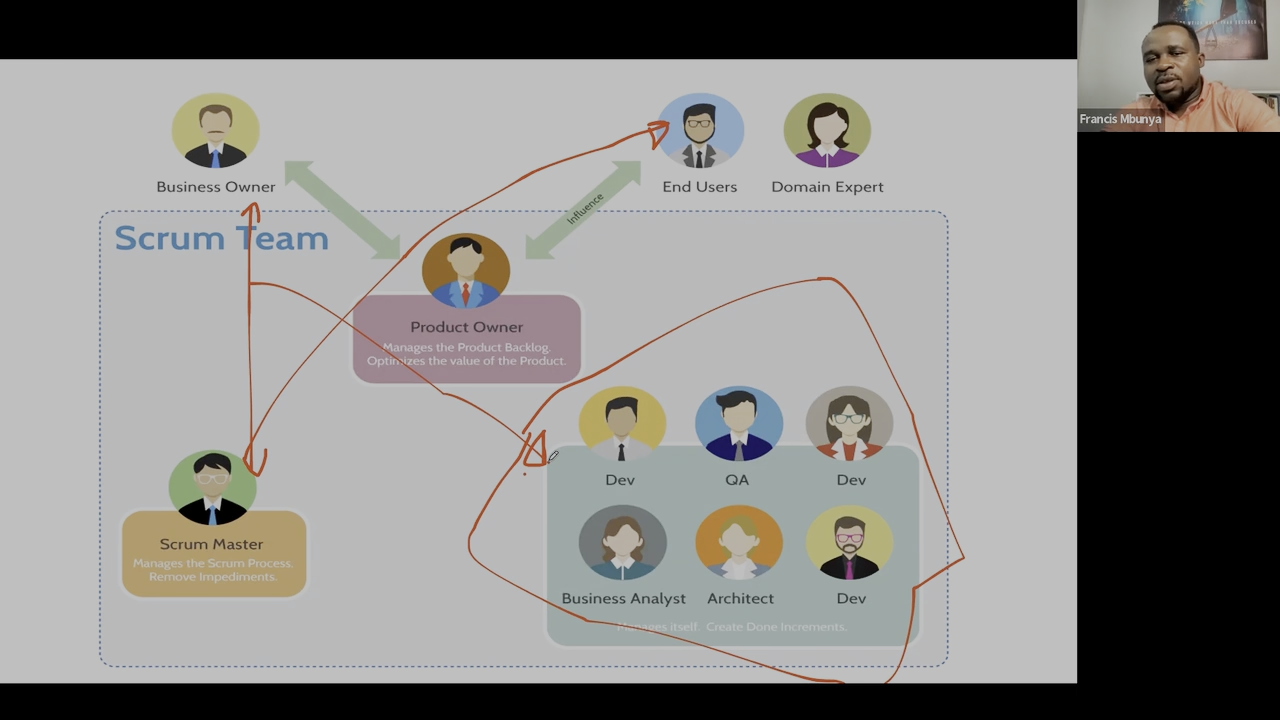 Francis Mbunya
Business Owner
End Users
Domain Expert
Influence
Scrum Team
Product Owner
Manages the Product Backlog.
Optimizes the value of the Product.
Dev
QA
Dev
Scrum Master
Manages the Scrum Process.
Remove Impediments.
Business Analyst
Architect
Dev
Manages itself. Create Done Increments.